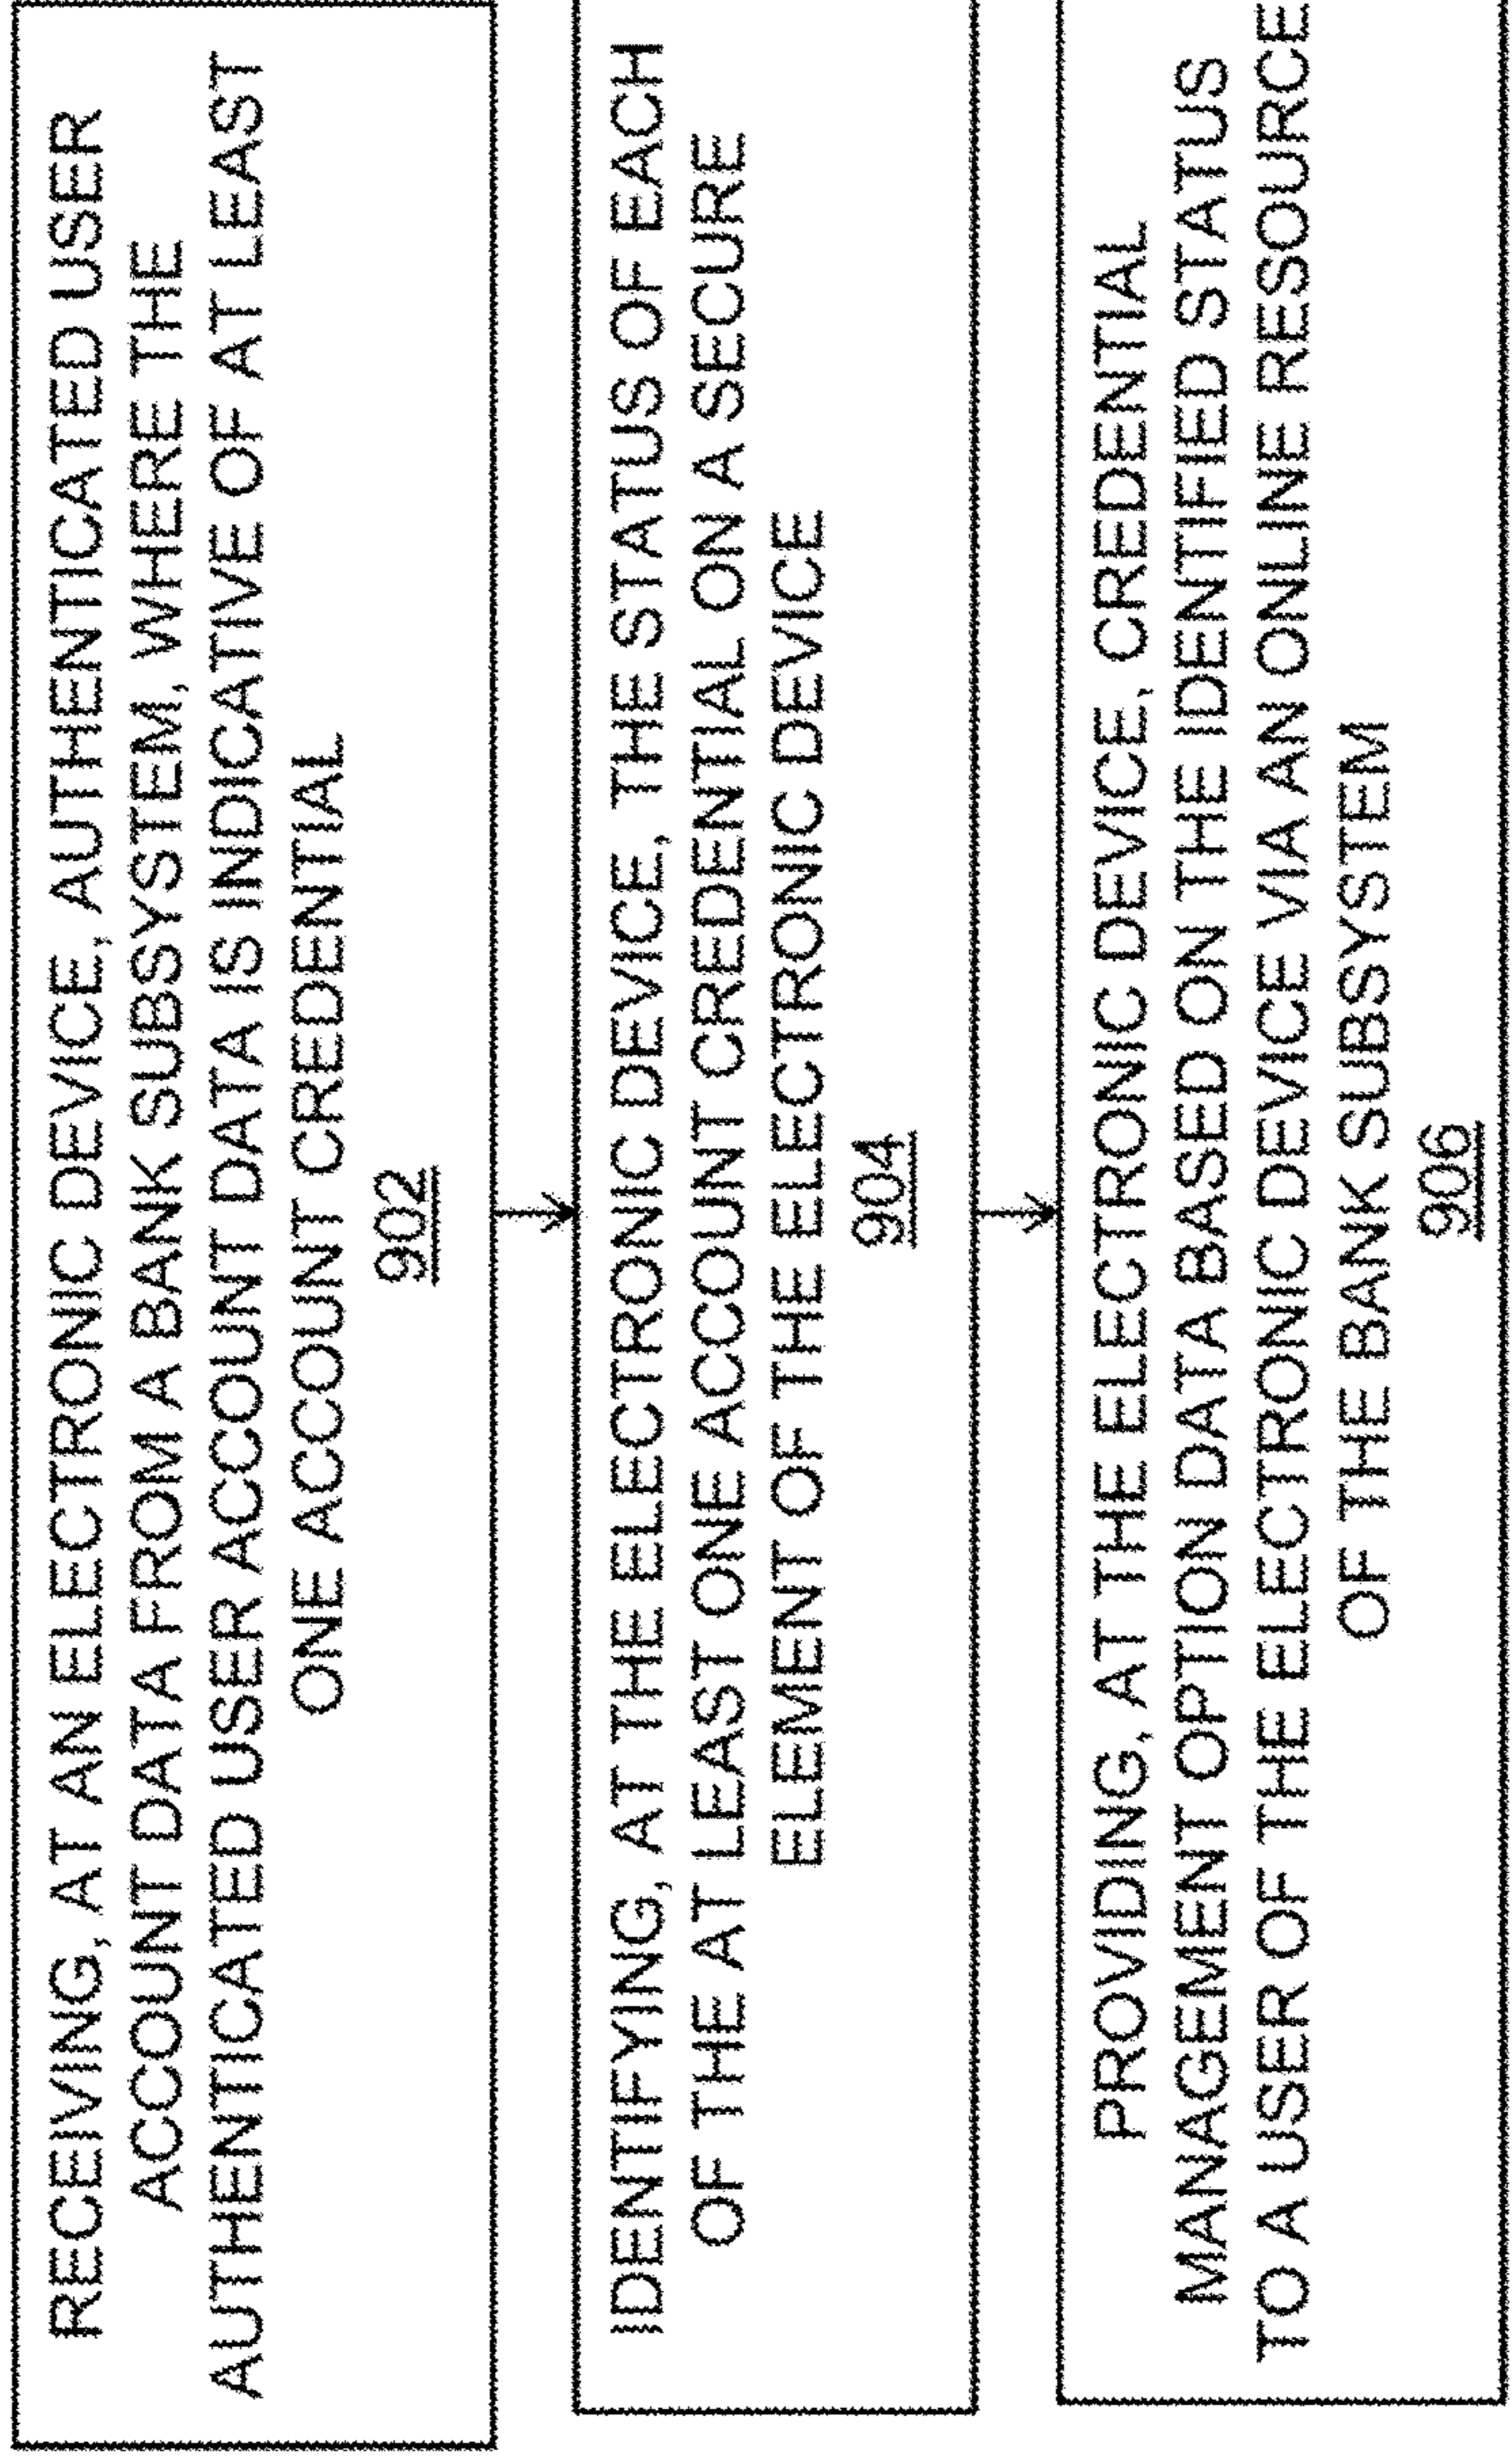 RECEIVING, AT AN ELECTRONIC DEVICE, AUTHENTICATED USER
ACCOUNT DATA FROM A BANK SUBSYSTEM, WHERE THE
AUTHENTICATED USER ACCOUNT DATA IS INDICATIVE OF AT LEAST
ONE ACCOUNT CREDENTIAL
902
IDENTIFYING, AT THE ELECTRONIC DEVICE, THE STATUS OF EACH
OF THE AT LEAST ONE ACCOUNT CREDENTIAL ON A SECURE
ELEMENT OF THE ELECTRONIC DEVICE
904
PROVIDING, AT THE ELECTRONIC DEVICE, CREDENTIAL
MANAGEMENT OPTION DATA BASED ON THE IDENTIFIED STATUS
TO A USER OF THE ELECTRONIC DEVICE VIA AN ONLINE RESOURCE
OF THE BANK SUBSYSTEM
906